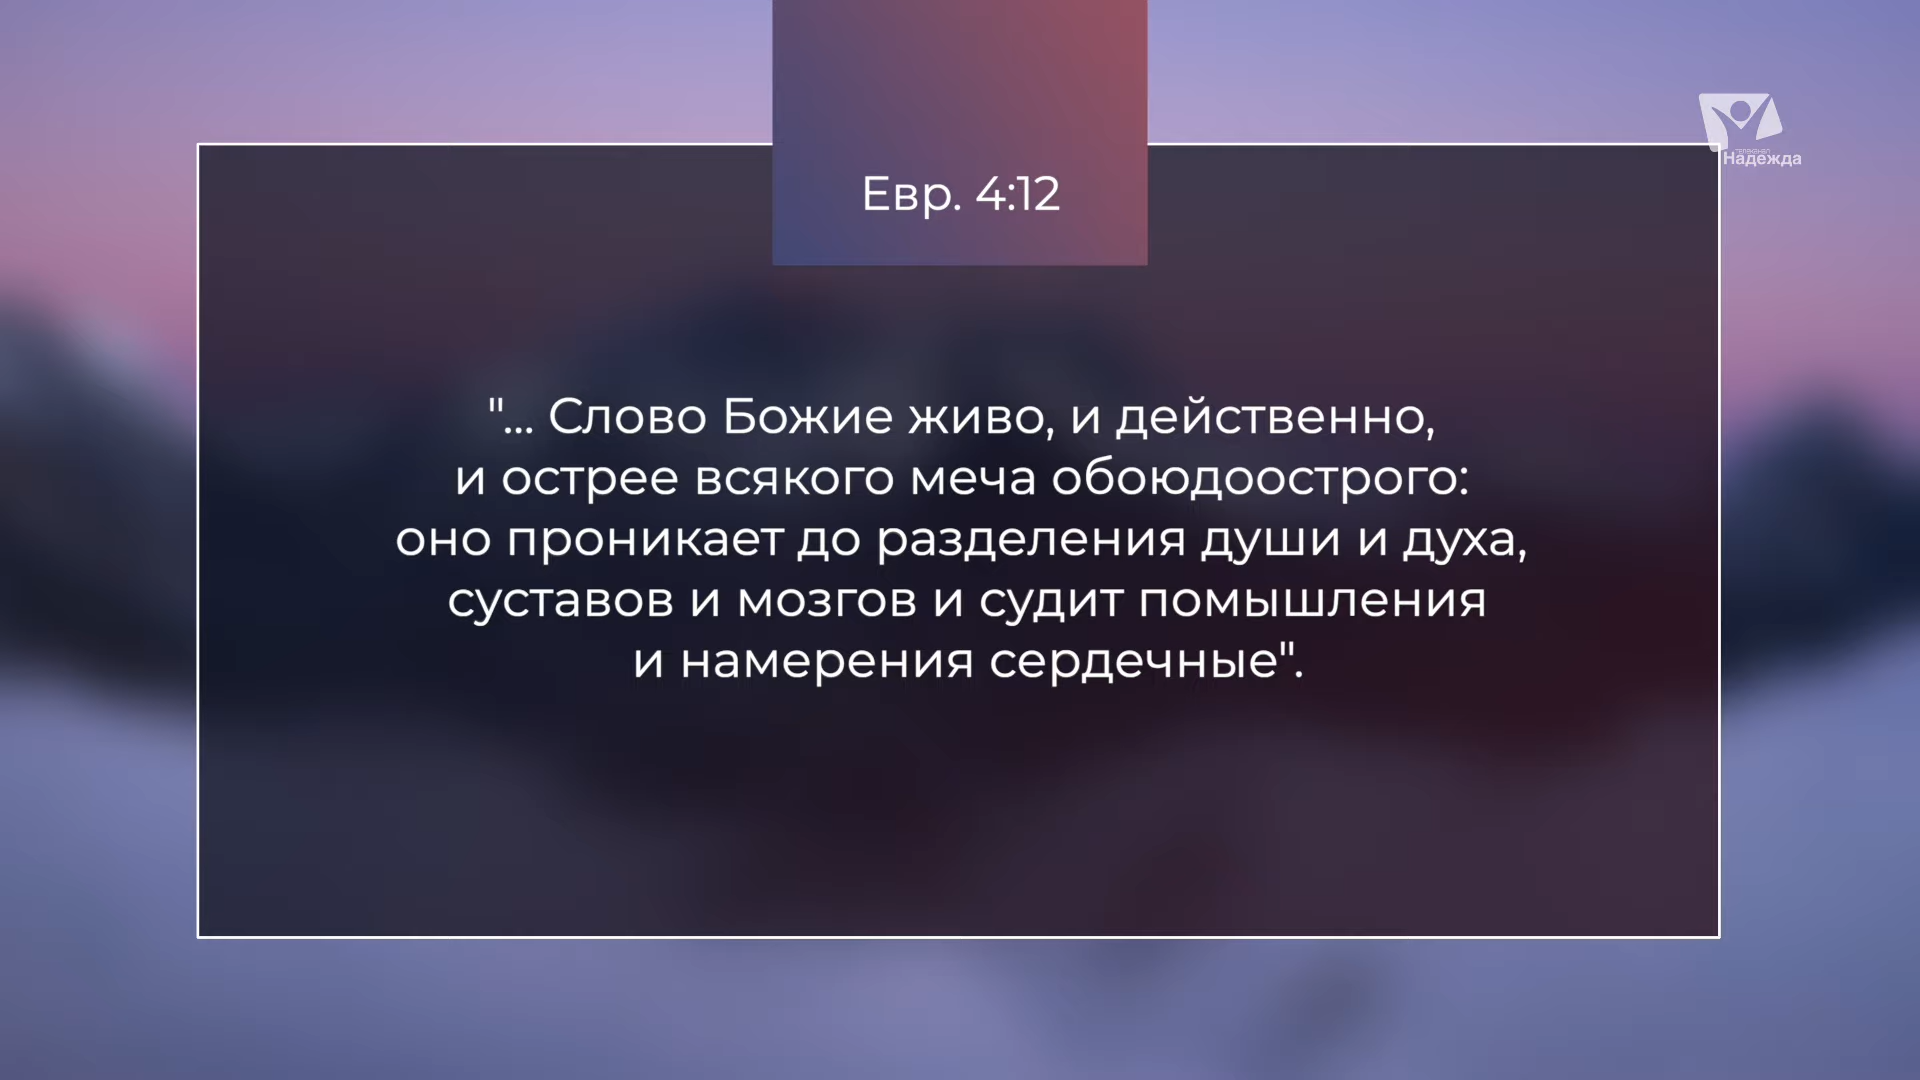 телеканал
Надежда
Евр. 4:12
"... Слово Божие живо, и действенно,
и острее всякого меча обоюдоострого:
оно проникает до разделения души и духа,
суставов и мозгов и судит помышления
и намерения сердечные".